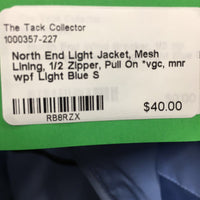 The Tack Collector
1000357-227
North End Light Jacket, Mesh
Lining, 1/2 Zipper, Pull On *vgc, mnr
wpf Light Blue S
$40.00
RB8RZX